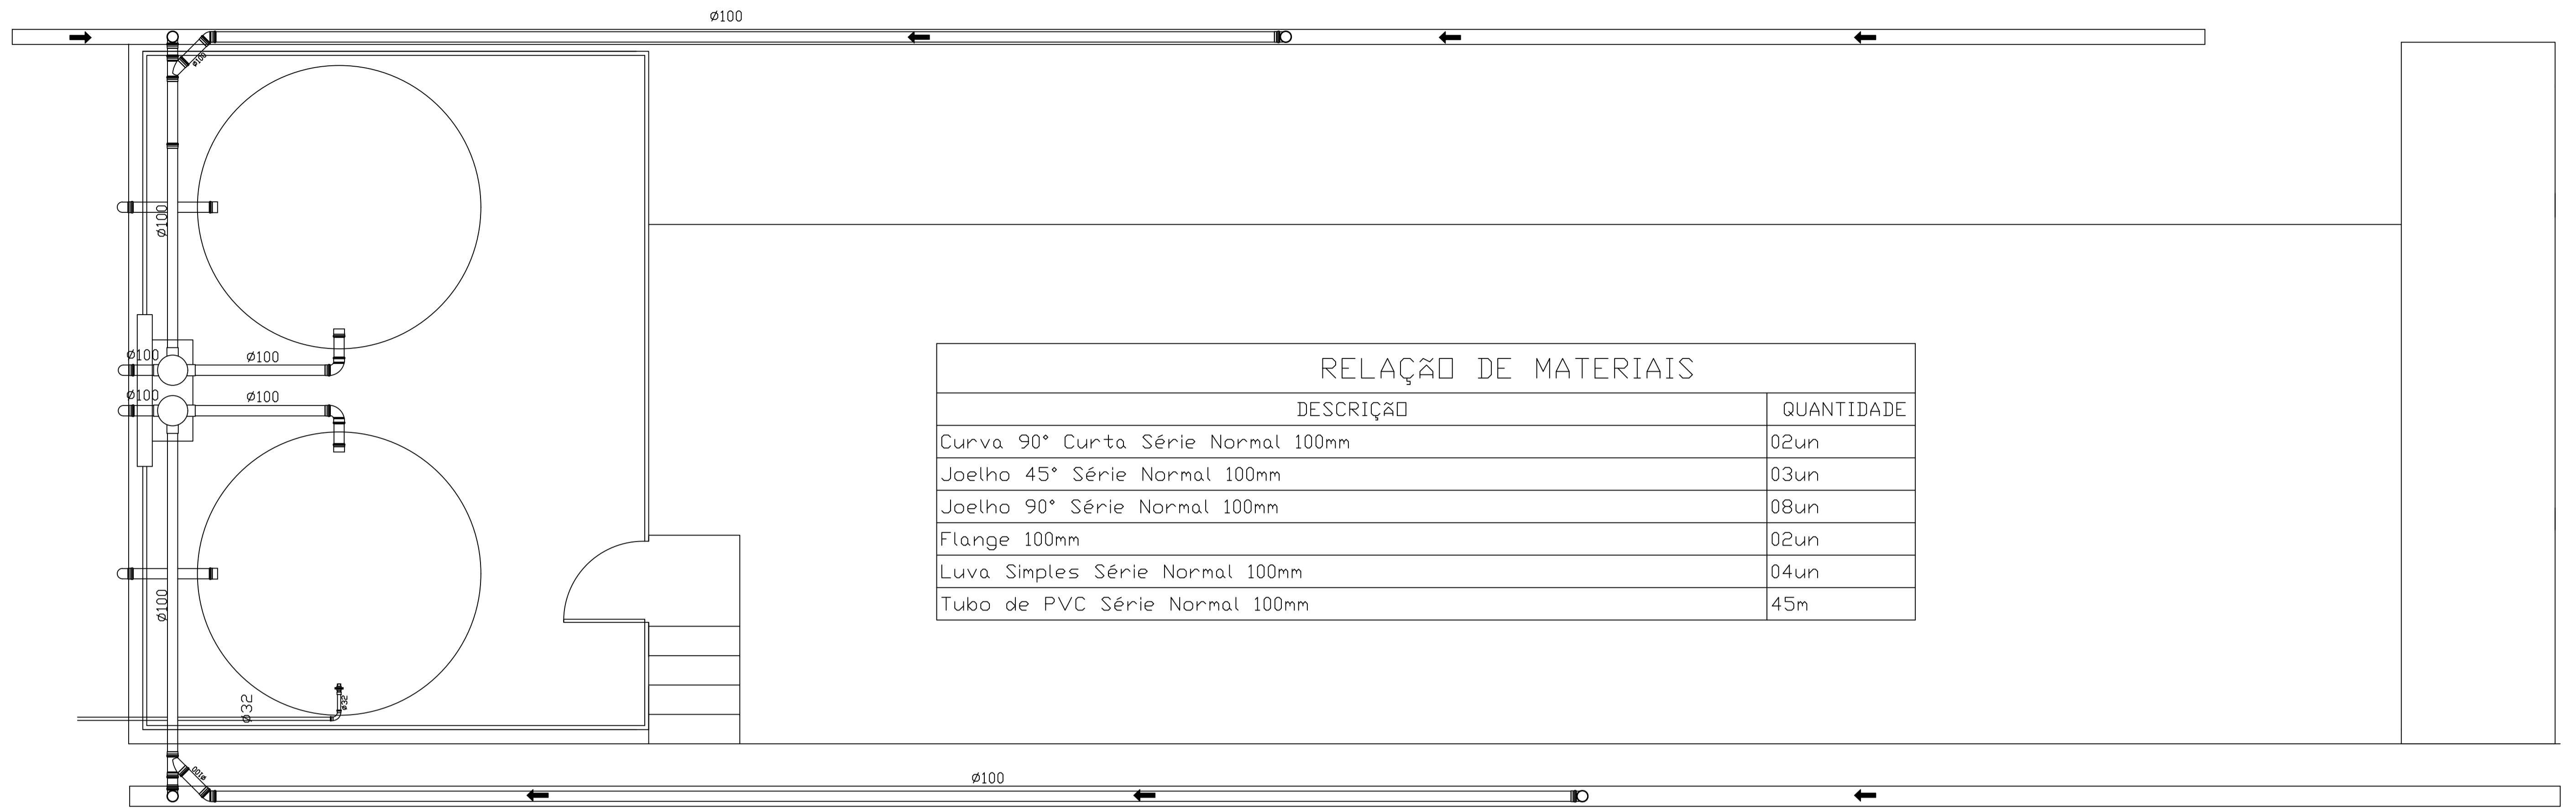 ø100
ø100
ø100
ø100
ø100
ø100
ø100
ø100
RELAÇãO DE MATERIAIS
DESCRIÇãO QUANTIDADE
Curva 90° Curta Série Normal 100mm 02un
Joelho 45° Série Normal 100mm 03un
Joelho 90° Série Normal 100mm 08un
Flange 100mm 02un
Luva Simples Série Normal 100mm 04un
Tubo de PVC Série Normal 100mm 45m
ø32
ø32
ø100
ø100